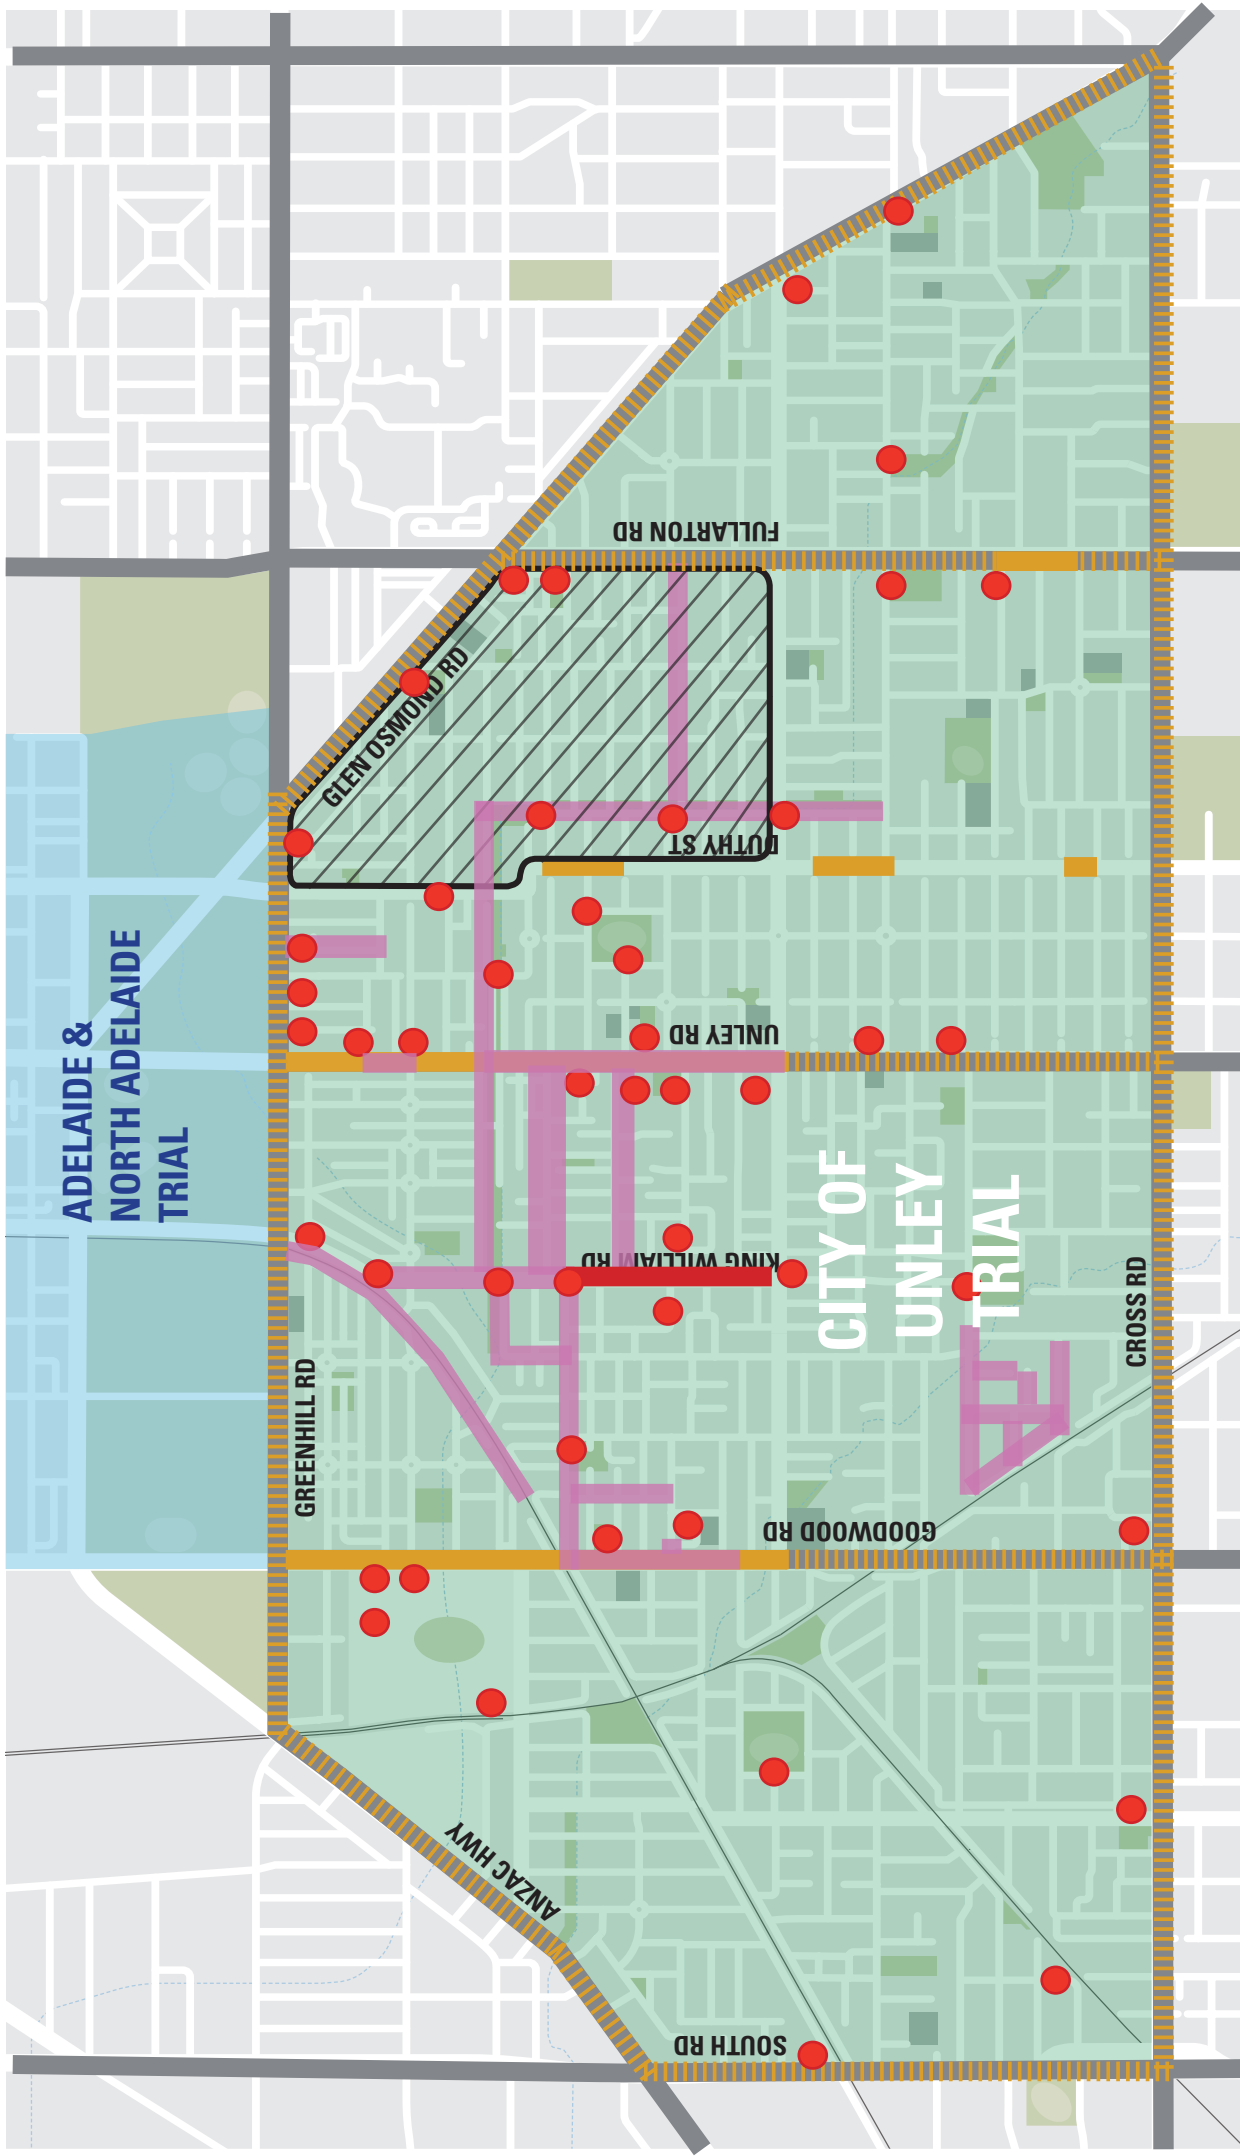 FULLARTON RD
GLEN OSMOND RD
DUTHY ST
ADELAIDE &
NORTH ADELAIDE
TRIAL
UNLEY RD
KING WILLIAM RD
CITY OF
UNLEY
TRIAL
CROSS RD
GREENHILL RD
GOODWOOD RD
ANZAC HWY
SOUTH RD